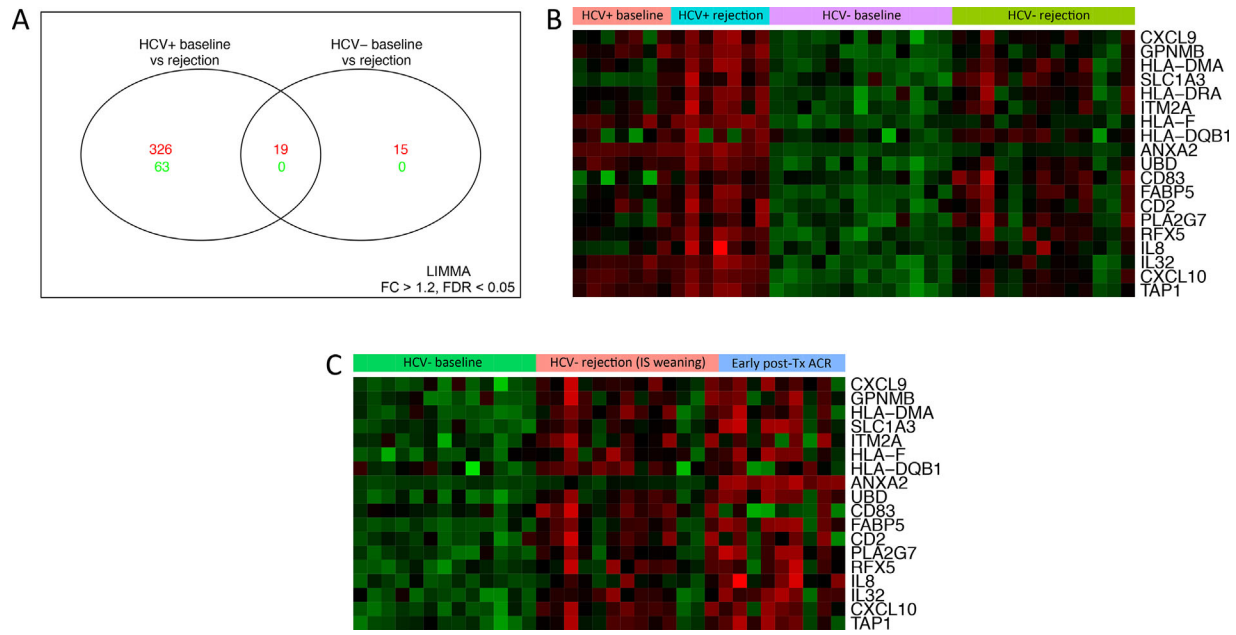 A
HCV+ baseline
vs rejection
HCV− baseline
vs rejection
326
63
19
0
15
0
LIMMA
FC > 1.2, FDR < 0.05
B
HCV+ baseline
HCV+ rejection
HCV- baseline
HCV- rejection
CXCL9
GPNMB
HLA−DMA
SLC1A3
HLA−DRA
ITM2A
HLA−F
HLA−DQB1
ANXA2
UBD
CD83
FABP5
CD2
PLA2G7
RFX5
IL8
IL32
CXCL10
TAP1
C
HCV- baseline
HCV- rejection (IS weaning)
Early post-Tx ACR
CXCL9
GPNMB
HLA−DMA
SLC1A3
ITM2A
HLA−F
HLA−DQB1
ANXA2
UBD
CD83
FABP5
CD2
PLA2G7
RFX5
IL8
IL32
CXCL10
TAP1